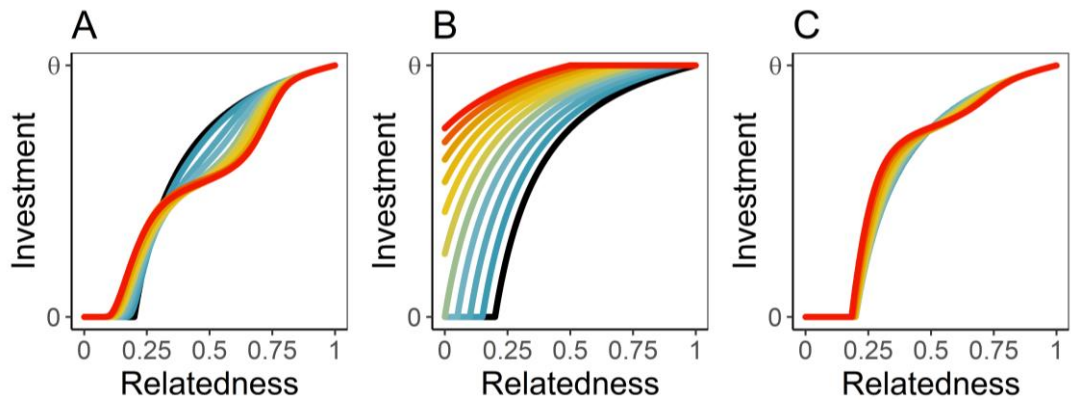 A
θ
Investment
0
0 0.25 0.50 0.75 1
Relatedness
B
θ
Investment
0
0 0.25 0.5 0.75 1
Relatedness
C
θ
Investment
0
0 0.25 0.5 0.75 1
Relatedness